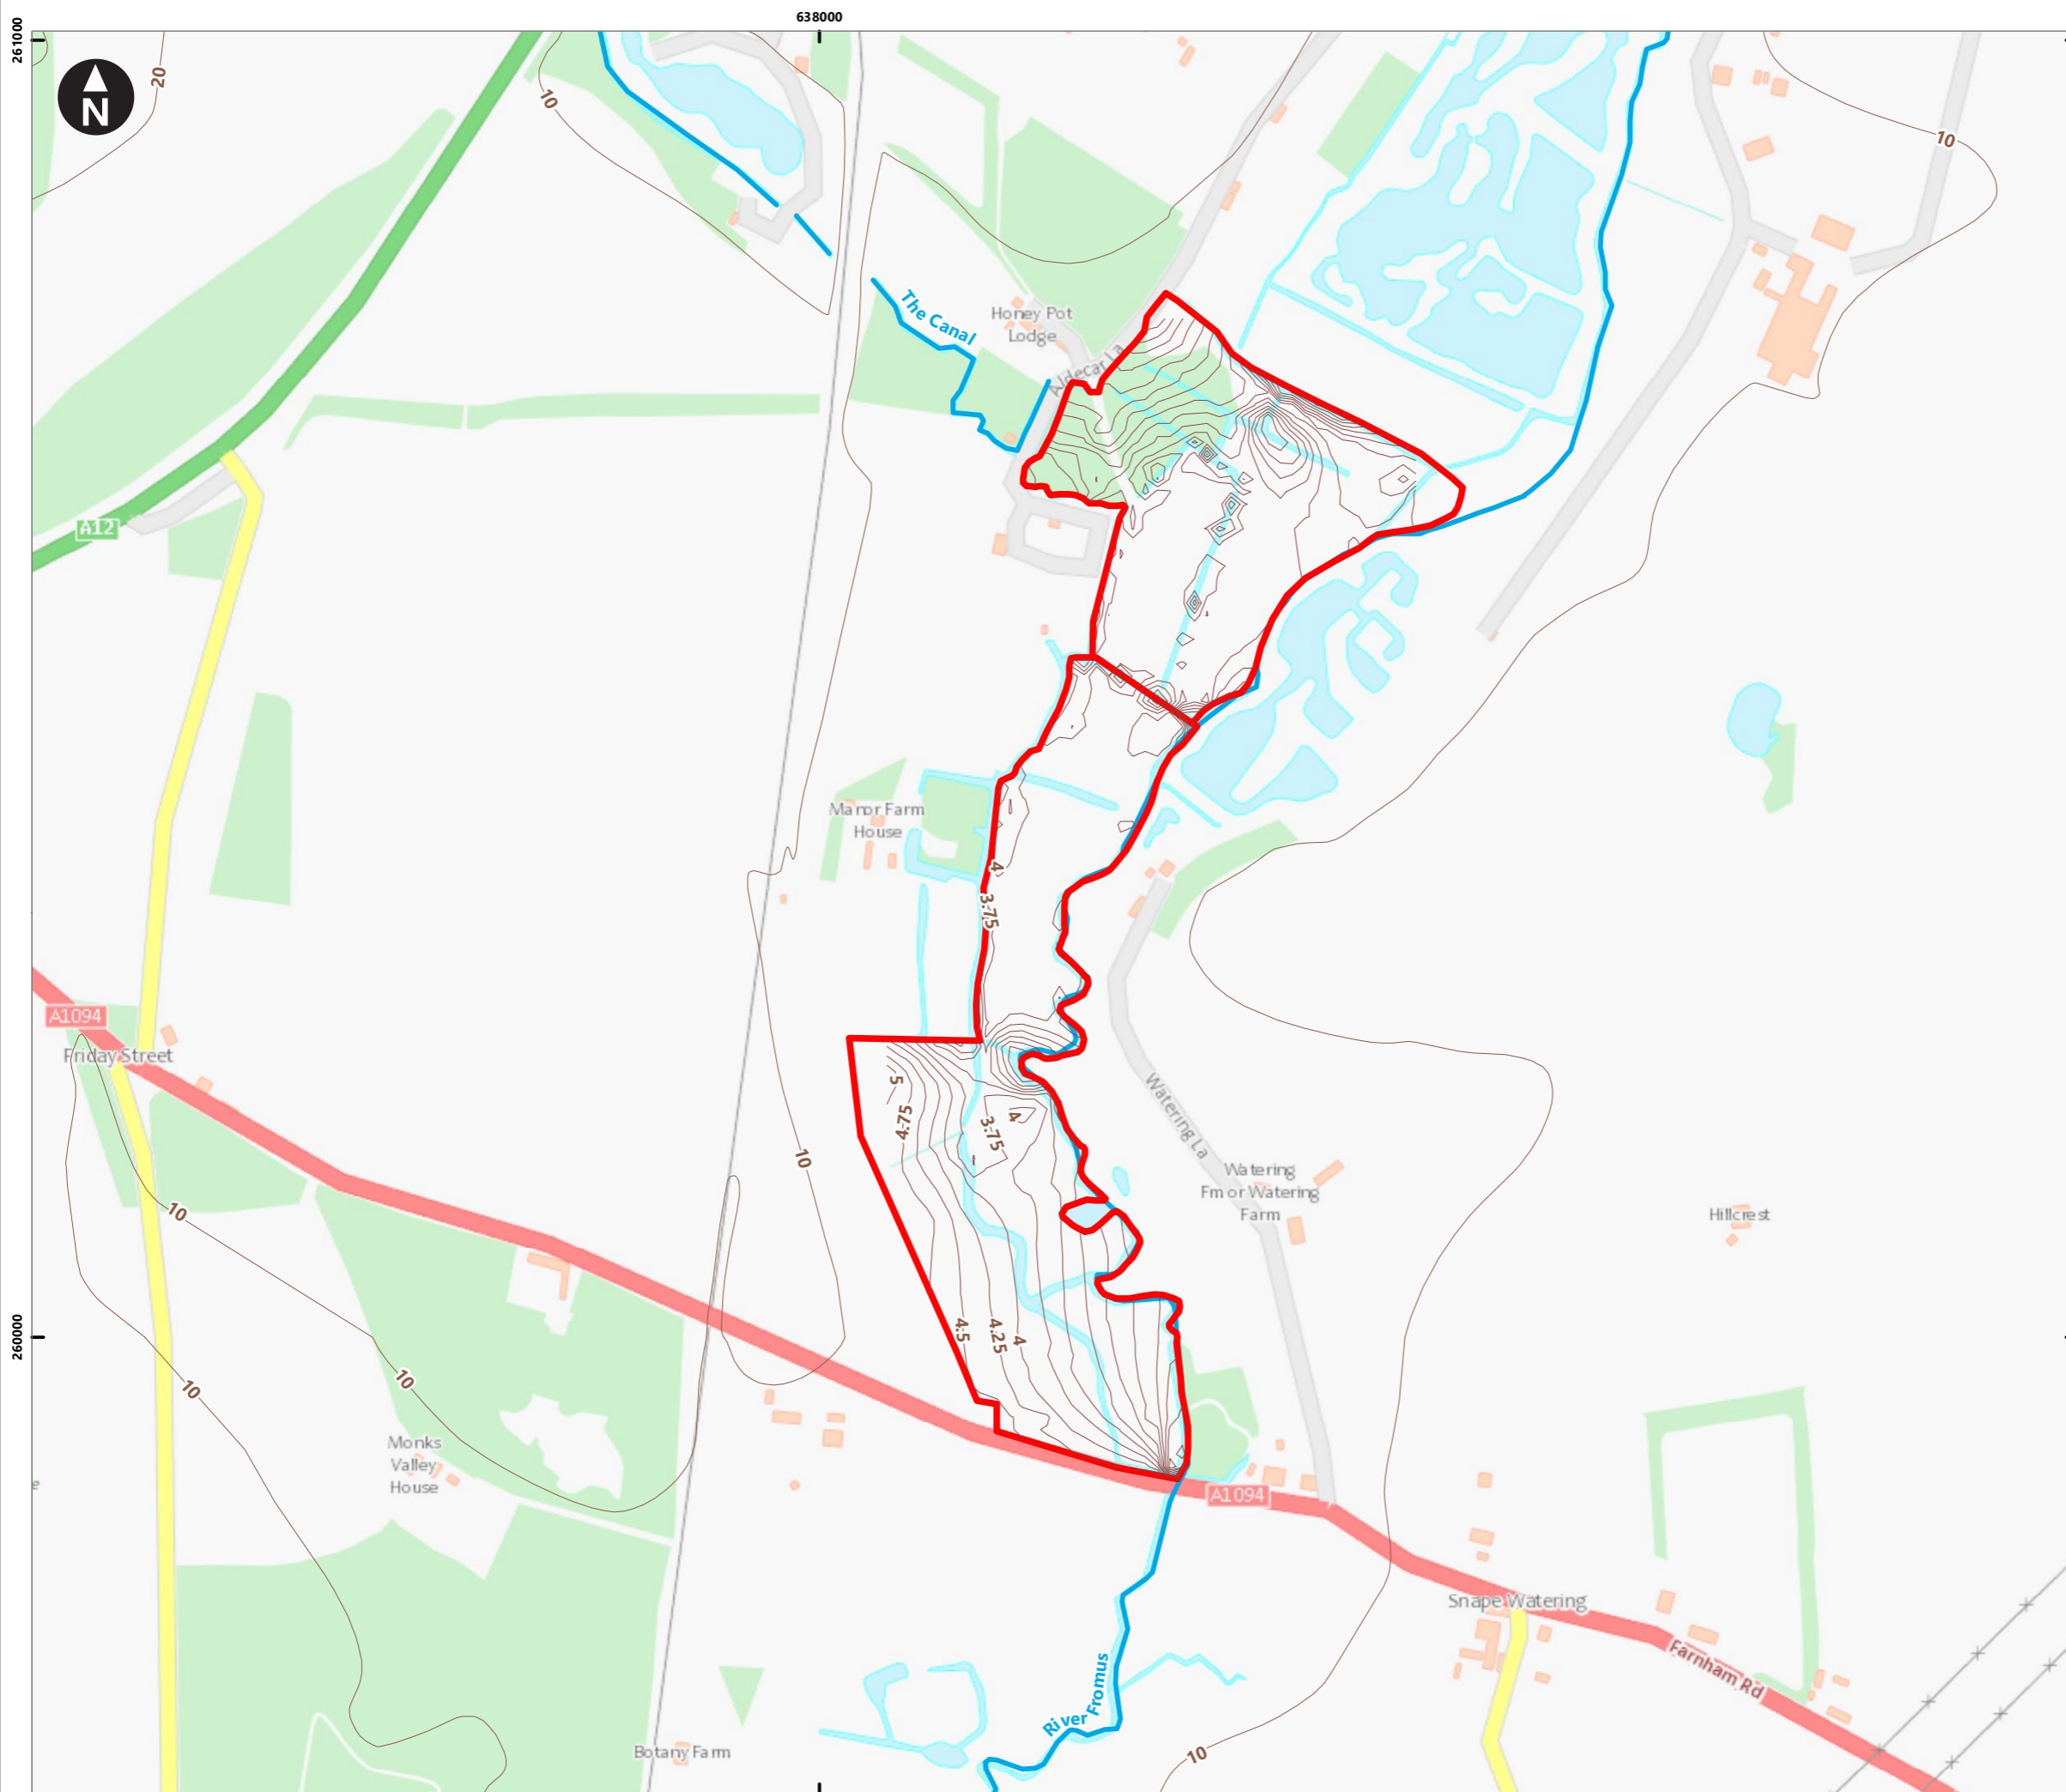 638000
261000
20
N
10
10
The Canal
Honey Pot
Lodge
Aldecar La
A12
Manor Farm
House
4
3.75
A1094
Friday Street
5
4.75
3.75
4
Watering La
10
Watering
Fm or Watering
Farm
10
Hillcrest
260000
4.5
4.25
4
10
10
Monks
Valley
House
A1094
Snape Watering
Farnham Rd
River Fromus
Botany Farm
10